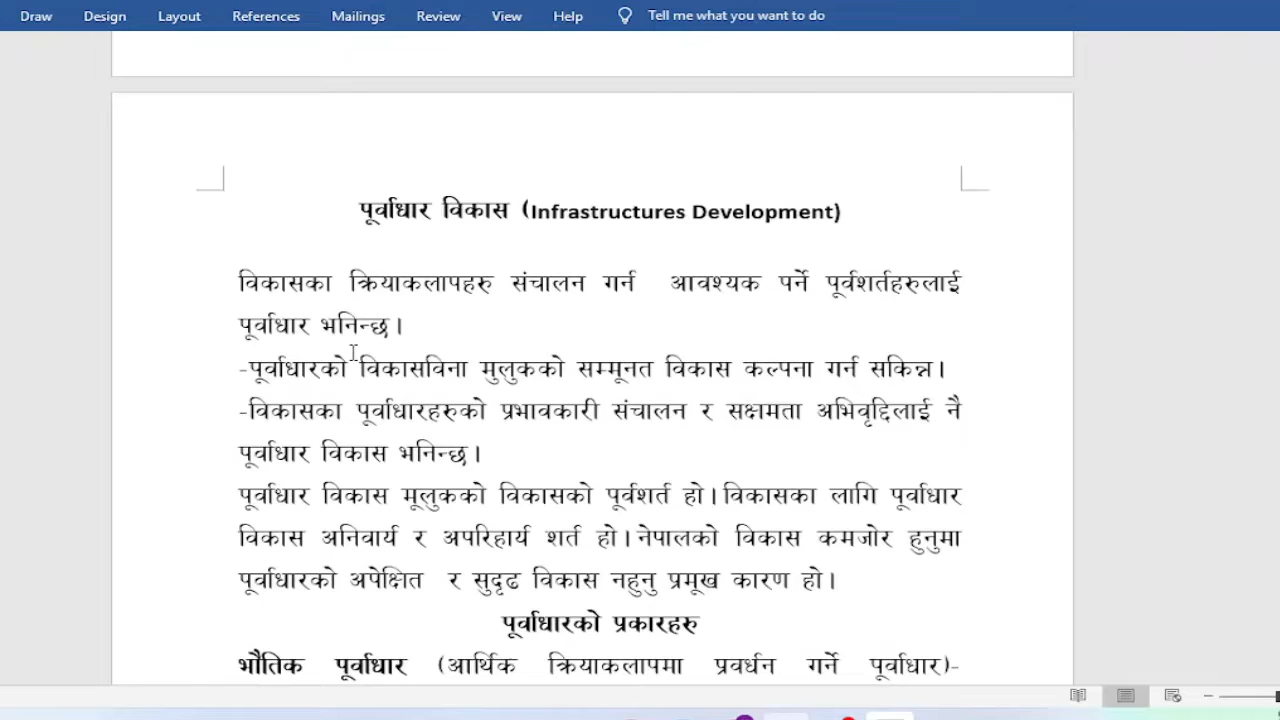 Draw Design Layout References Mailings Review View Help Tell me what you want to do
पूर्वाधार विकास (Infrastructures Development)
विकासका क्रियाकलापहरु संचालन गर्न आवश्यक पर्ने पूर्वशर्तहरुलाई
पूर्वाधार भनिन्छ।
-पूर्वाधारको विकासविना मुलुकको सम्मूनत विकास कल्पना गर्न सकिन्न।
-विकासका पूर्वाधारहरुको प्रभावकारी संचालन र सक्षमता अभिवृद्दिलाई नै
पूर्वाधार विकास भनिन्छ।
पूर्वाधार विकास मूलुकको विकासको पूर्वशर्त हो।विकासका लागि पूर्वाधार
विकास अनिवार्य र अपरिहार्य शर्त हो।नेपालको विकास कमजोर हुनुमा
पूर्वाधारको अपेक्षित र सुदृढ विकास नहुनु प्रमूख कारण हो।
पूर्वाधारको प्रकारहरु
भौतिक पूर्वाधार (आर्थिक क्रियाकलापमा प्रवर्धन गर्ने पूर्वाधार)-